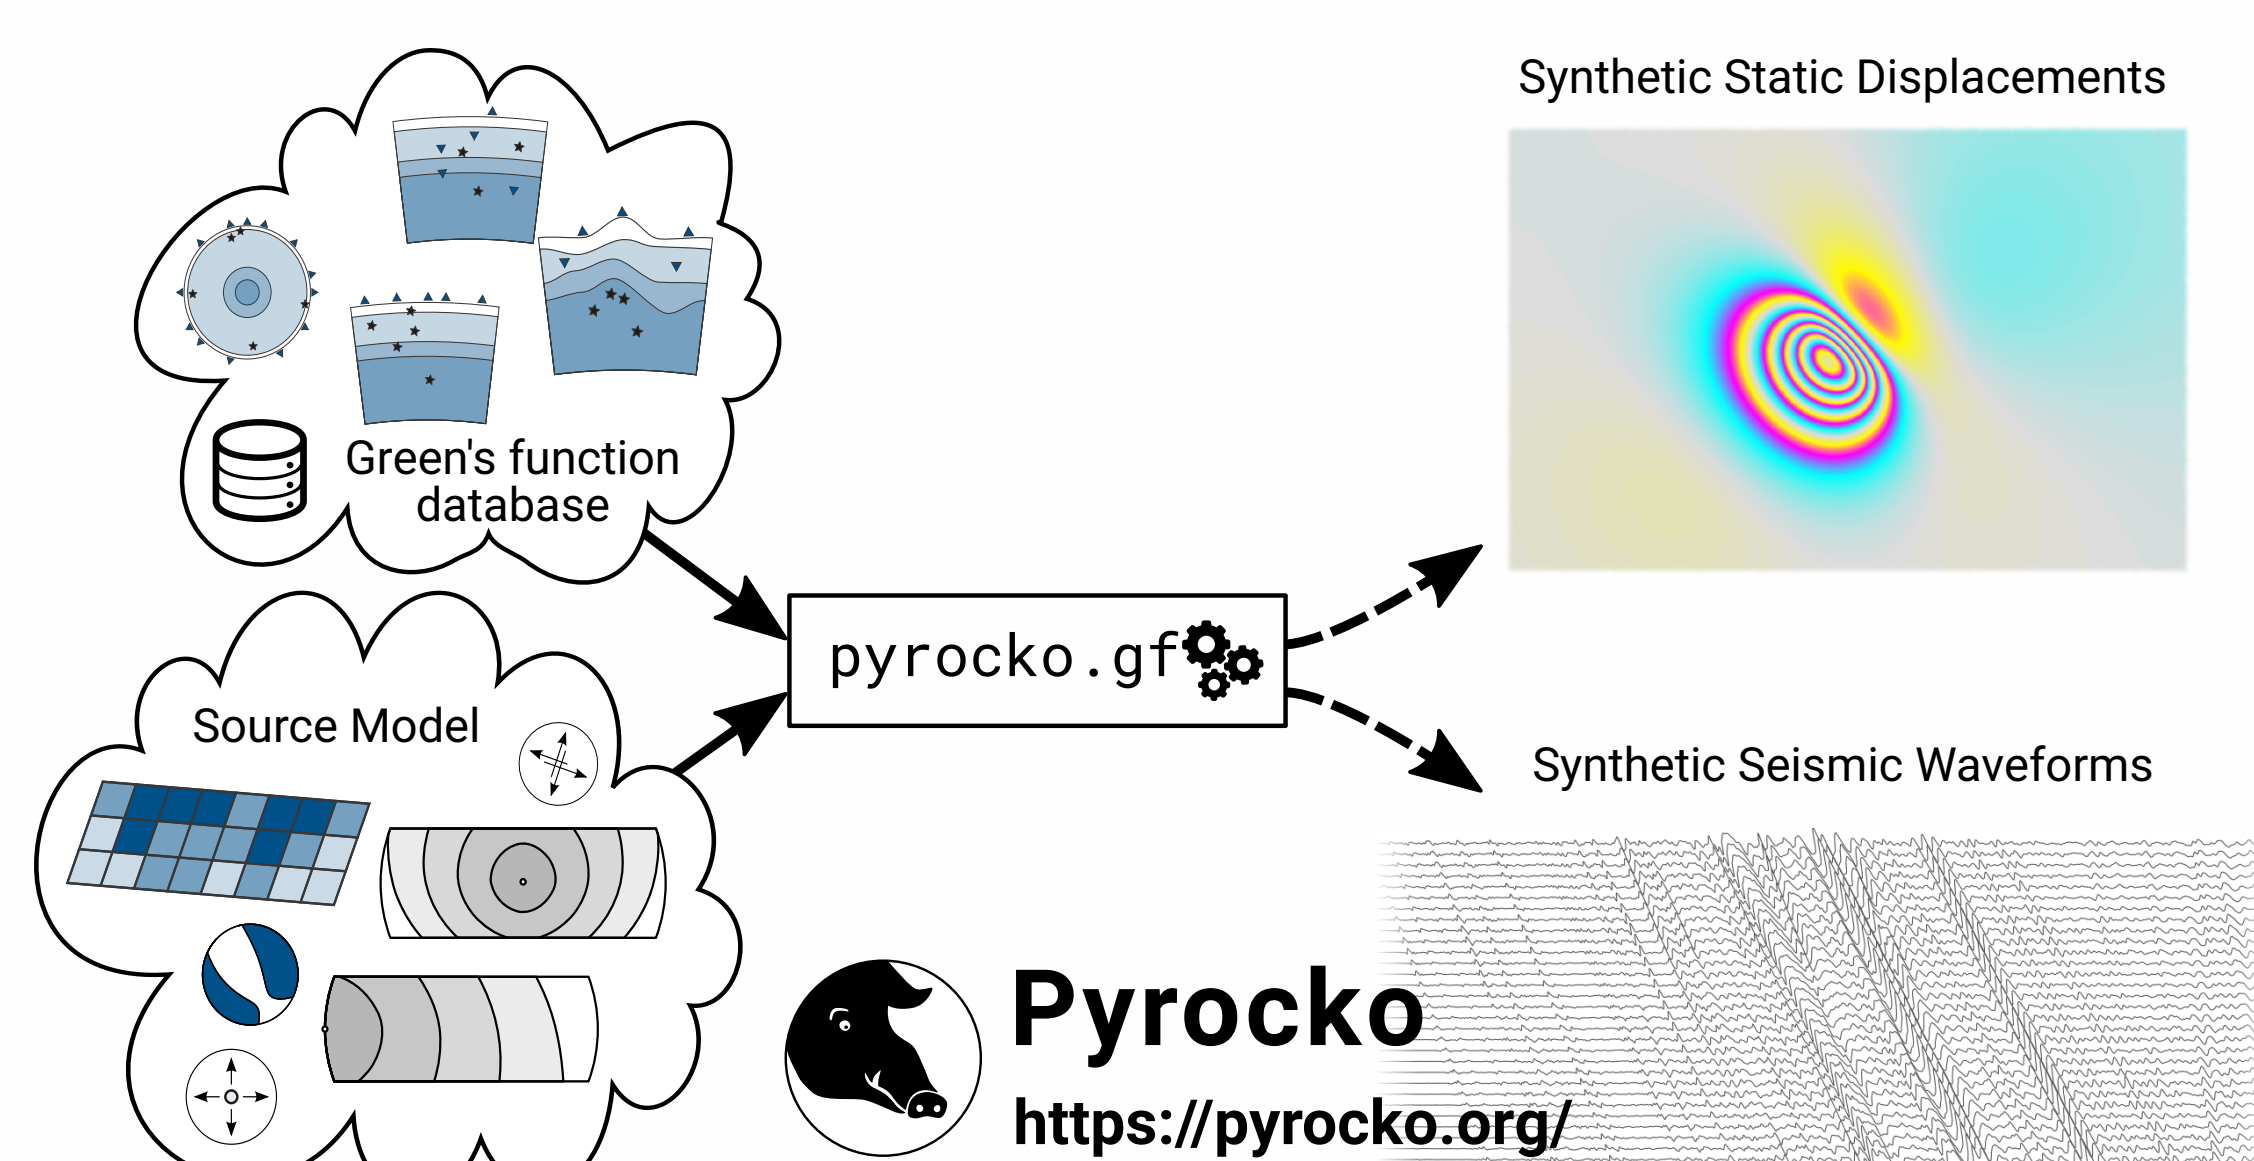 Synthetic Static Displacements
Green's function
database
pyrocko.gf
Source Model
Synthetic Seismic Waveforms
Pyrocko
https://pyrocko.org/